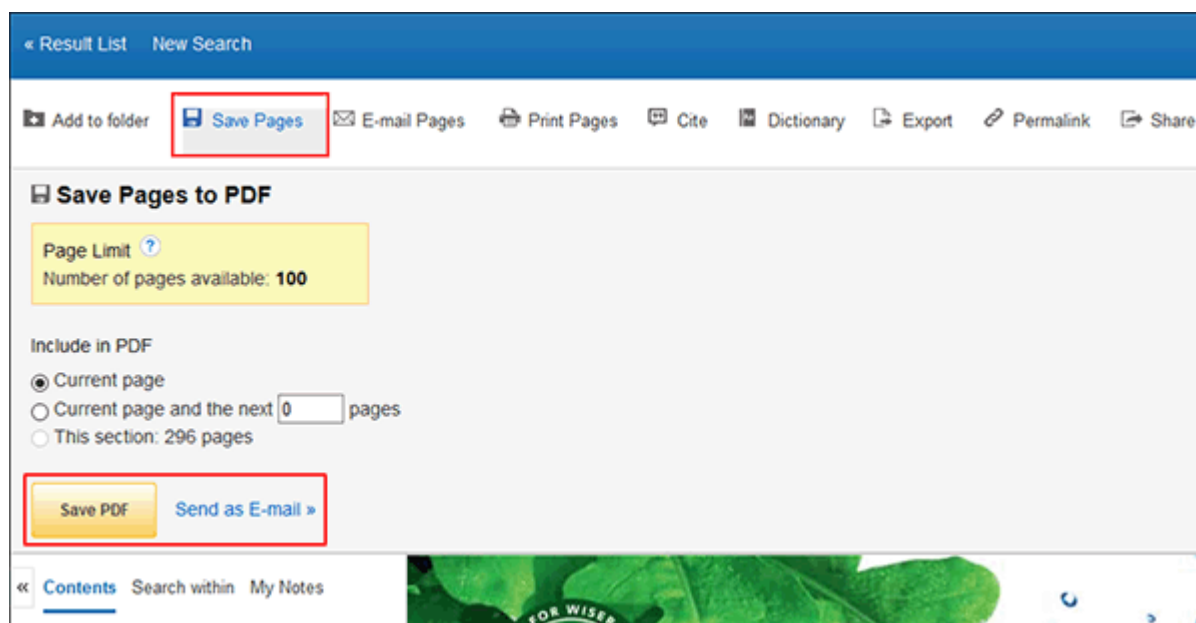 « Result List New Search
Add to folder Save Pages E-mail Pages Print Pages Cite Dictionary Export Permalink Share
Save Pages to PDF
Page Limit ?
Number of pages available: 100
Include in PDF
Current page
Current page and the next 0 pages
This section: 296 pages
Save PDF Send as E-mail »
« Contents Search within My Notes
FOR WISER